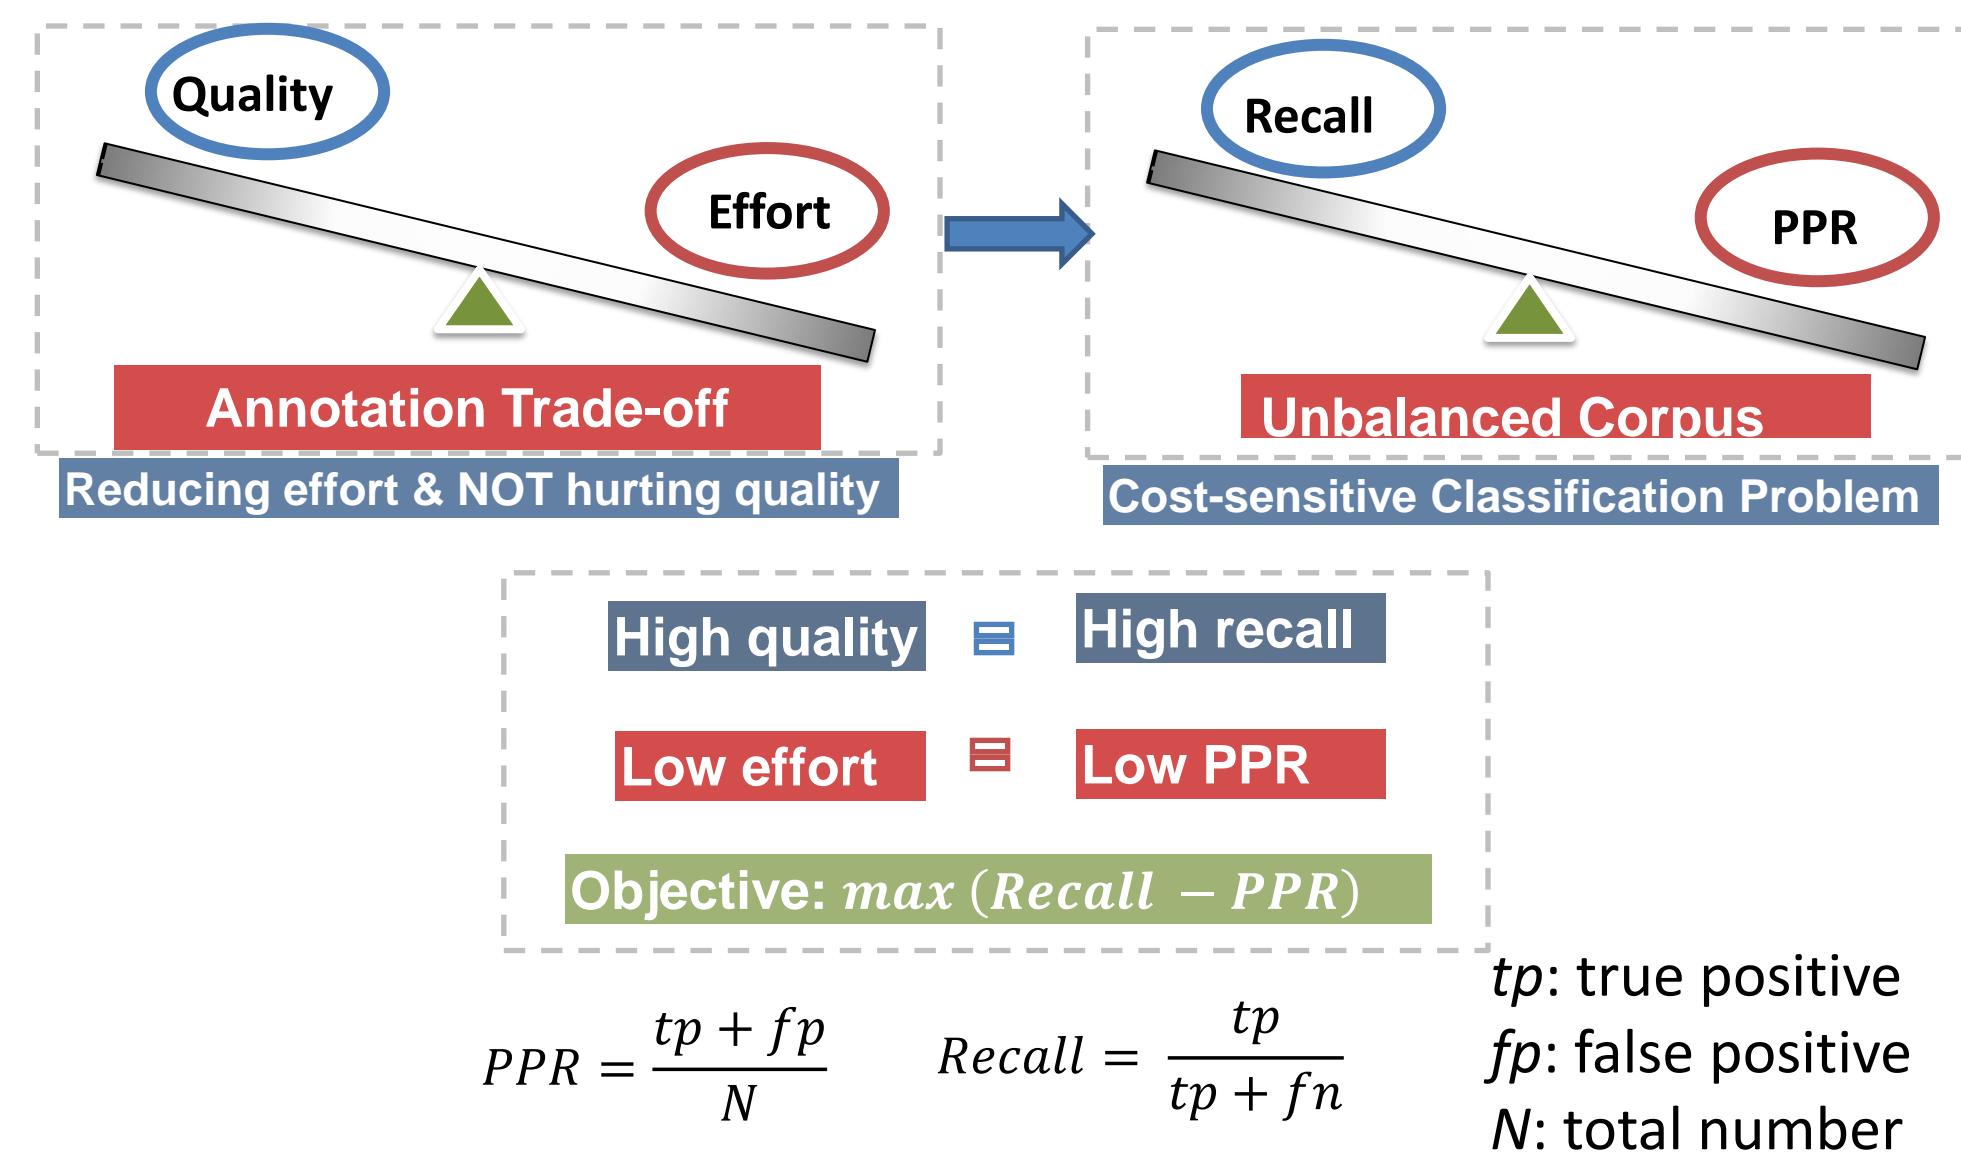 Quality
Effort
Annotation Trade-off
Reducing effort & NOT hurting quality
Recall
PPR
Unbalanced Corpus
Cost-sensitive Classification Problem
High quality = High recall
Low effort = Low PPR
Objective: max (Recall − PPR)
PPR = (tp + fp) / N
Recall = tp / (tp + fn)
tp: true positive
fp: false positive
N: total number